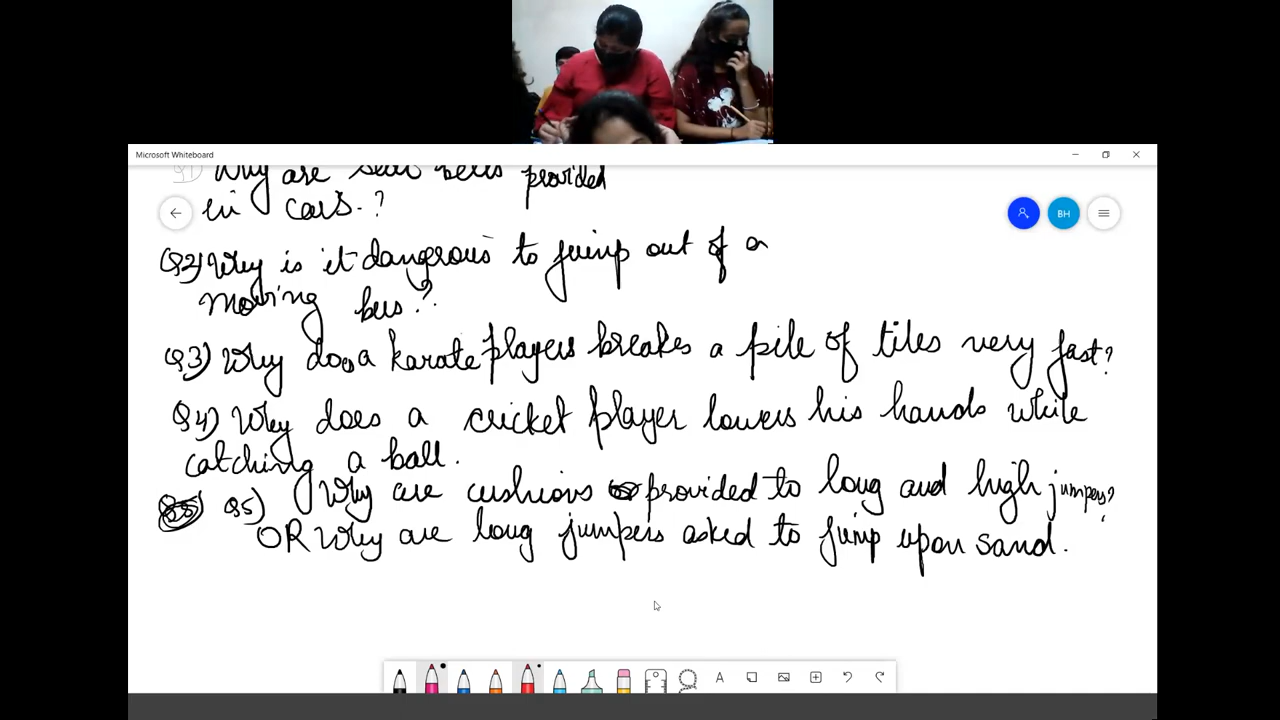 Microsoft Whiteboard
Q1) Why are seat belts provided
in cars.?
BH
Q2) Why is it dangerous to jump out of a
moving bus?
Q3) Why do a karate players breakes a pile of tiles very fast?
Q4) Why does a cricket player lowers his hands while
catching a ball.
Q5) Why are cushions provided to long and high jumpers?
OR Why are long jumpers asked to jump upon sand.
A